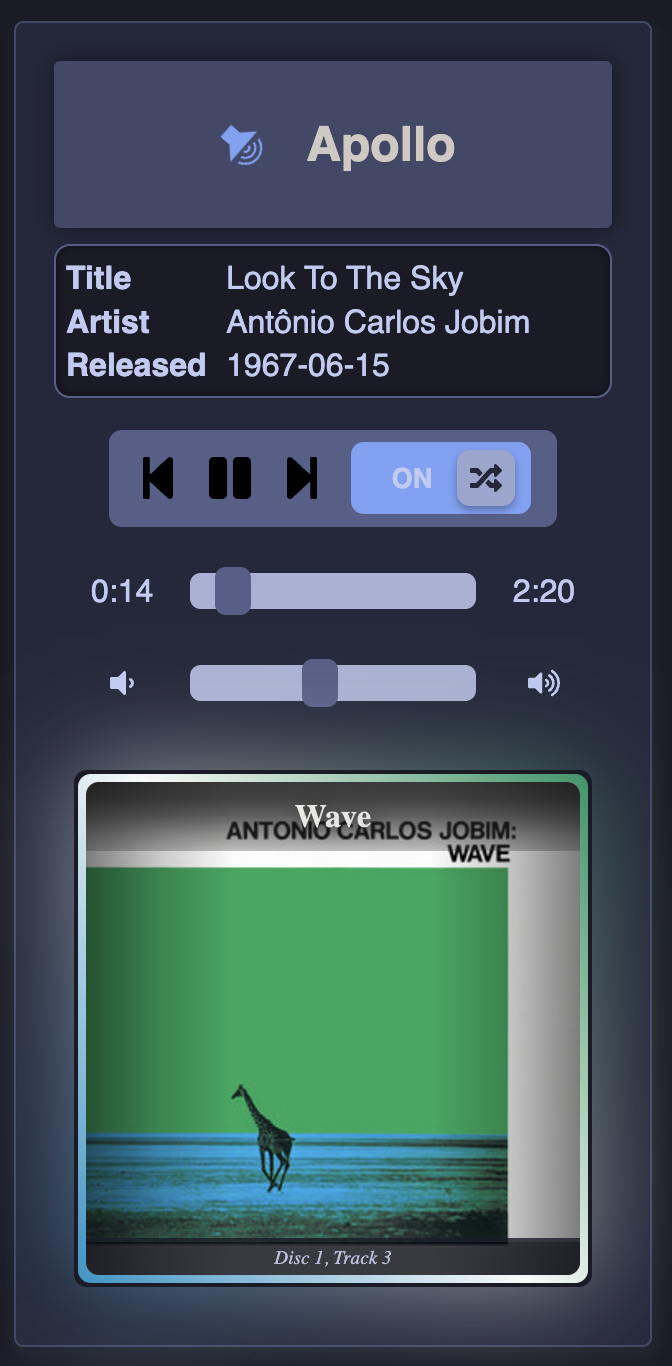 Apollo
Title Look To The Sky
Artist Antônio Carlos Jobim
Released 1967-06-15
ON
0:14 2:20
Wave
ANTONIO CARLOS JOBIM:
WAVE
Disc 1, Track 3